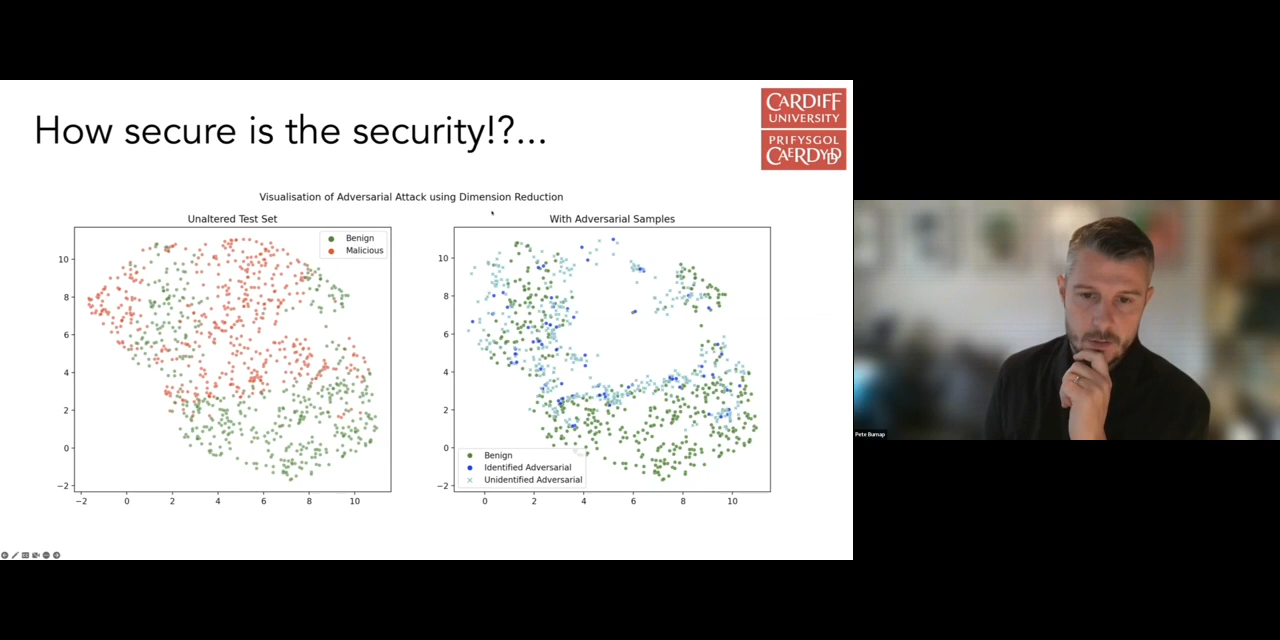 How secure is the security!?...
CARDIFF
UNIVERSITY
PRIFYSGOL
CAERDYDD
Visualisation of Adversarial Attack using Dimension Reduction
Unaltered Test Set
Benign
Malicious
10
8
6
4
2
0
−2
−2 0 2 4 6 8 10
With Adversarial Samples
10
8
6
4
2
0
−2
Benign
Identified Adversarial
Unidentified Adversarial
0 2 4 6 8 10
Pete Burnap